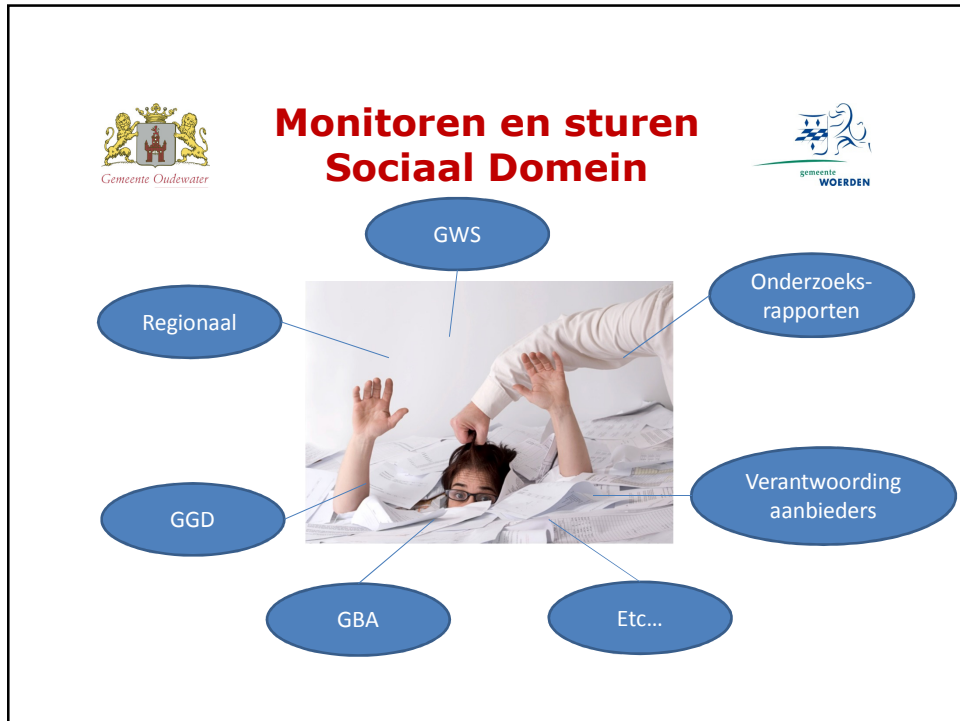 Gemeente Oudewater
Monitoren en sturen
Sociaal Domein
gemeente
WOERDEN
GWS
Regionaal
Onderzoeks-
rapporten
GGD
Verantwoording
aanbieders
GBA
Etc…